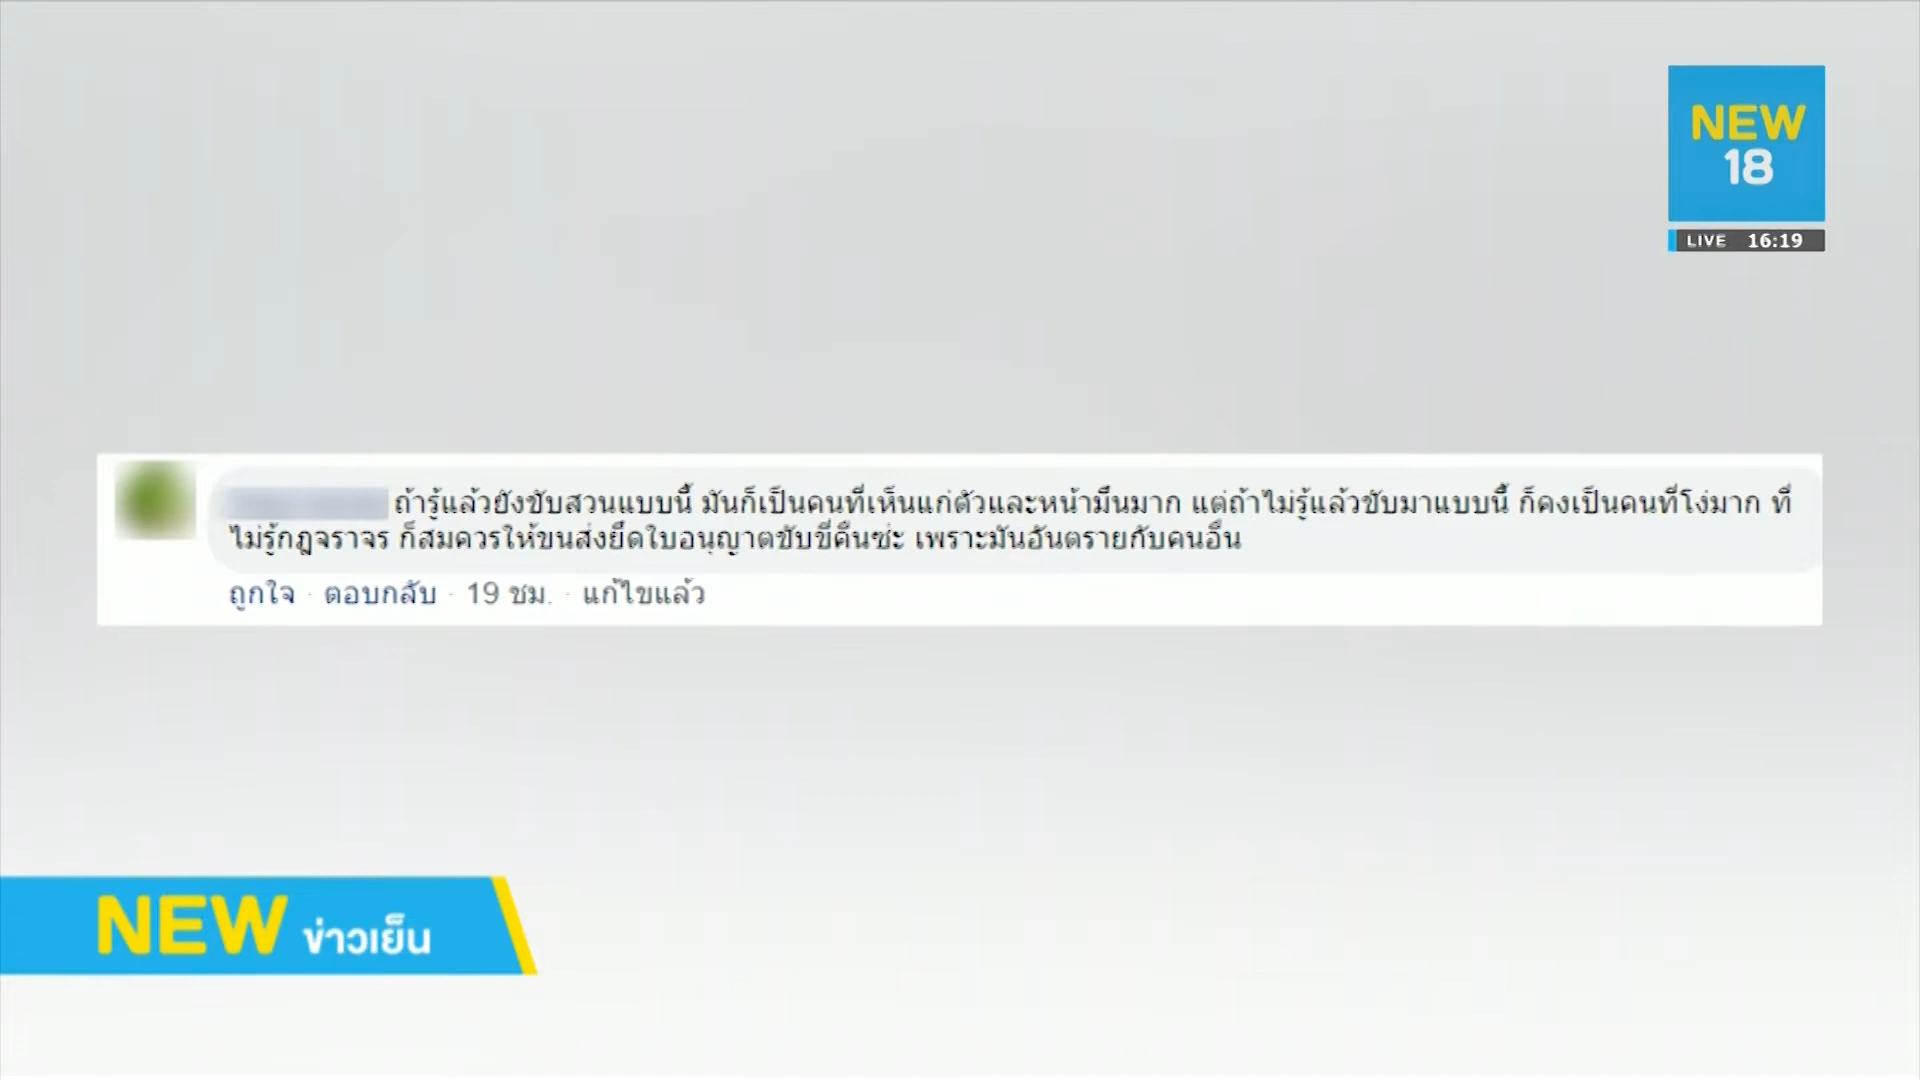 NEW
18
LIVE 16:19
ถ้ารู้แล้วยังขับสวนแบบนี้ มันก็เป็นคนที่เห็นแก่ตัวและหน้ามึนมาก แต่ถ้าไม่รู้แล้วขับมาแบบนี้ ก็คงเป็นคนที่โง่มาก ที่
ไม่รู้กฎจราจร ก็สมควรให้ขนส่งยึดใบอนุญาตขับขี่คืนซ่ะ เพราะมันอันตรายกับคนอื่น
ถูกใจ · ตอบกลับ · 19 ชม. · แก้ไขแล้ว
NEW ข่าวเย็น